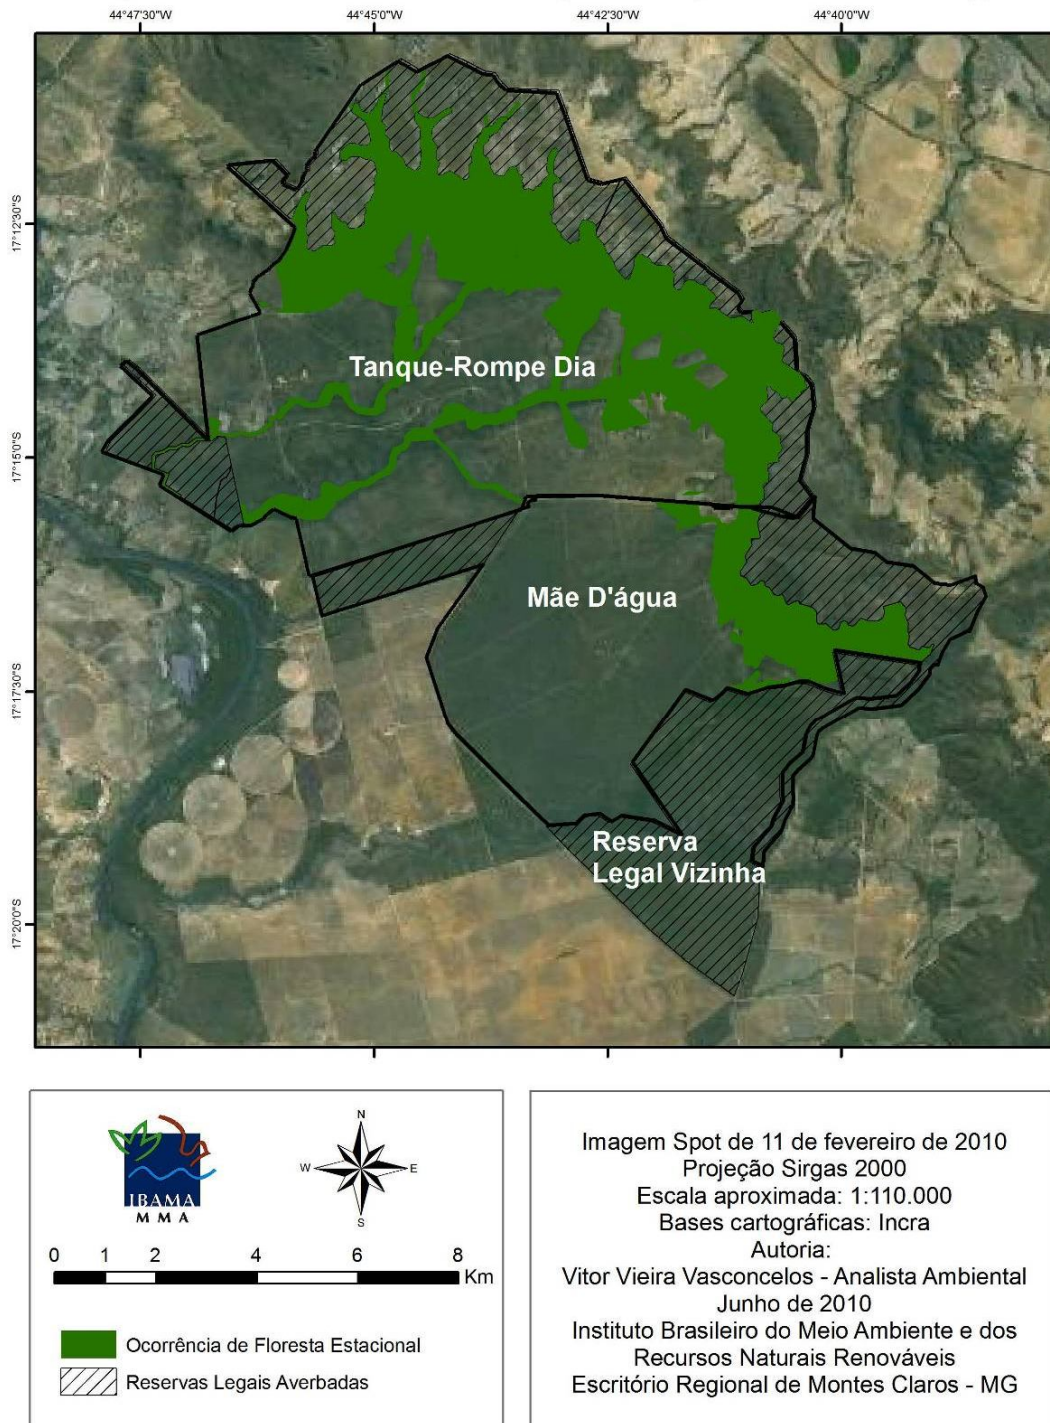 44°47'30"W 44°45'0"W 44°42'30"W 44°40'0"W
17°12'30"S
17°15'0"S
17°17'30"S
17°20'0"S
Tanque-Rompe Dia
Mãe D'água
Reserva
Legal Vizinha
IBAMA
M M A
N
W E
S
0 1 2 4 6 8
Km
Ocorrência de Floresta Estacional
Reservas Legais Averbadas
Imagem Spot de 11 de fevereiro de 2010
Projeção Sirgas 2000
Escala aproximada: 1:110.000
Bases cartográficas: Incra
Autoria:
Vitor Vieira Vasconcelos - Analista Ambiental
Junho de 2010
Instituto Brasileiro do Meio Ambiente e dos
Recursos Naturais Renováveis
Escritório Regional de Montes Claros - MG